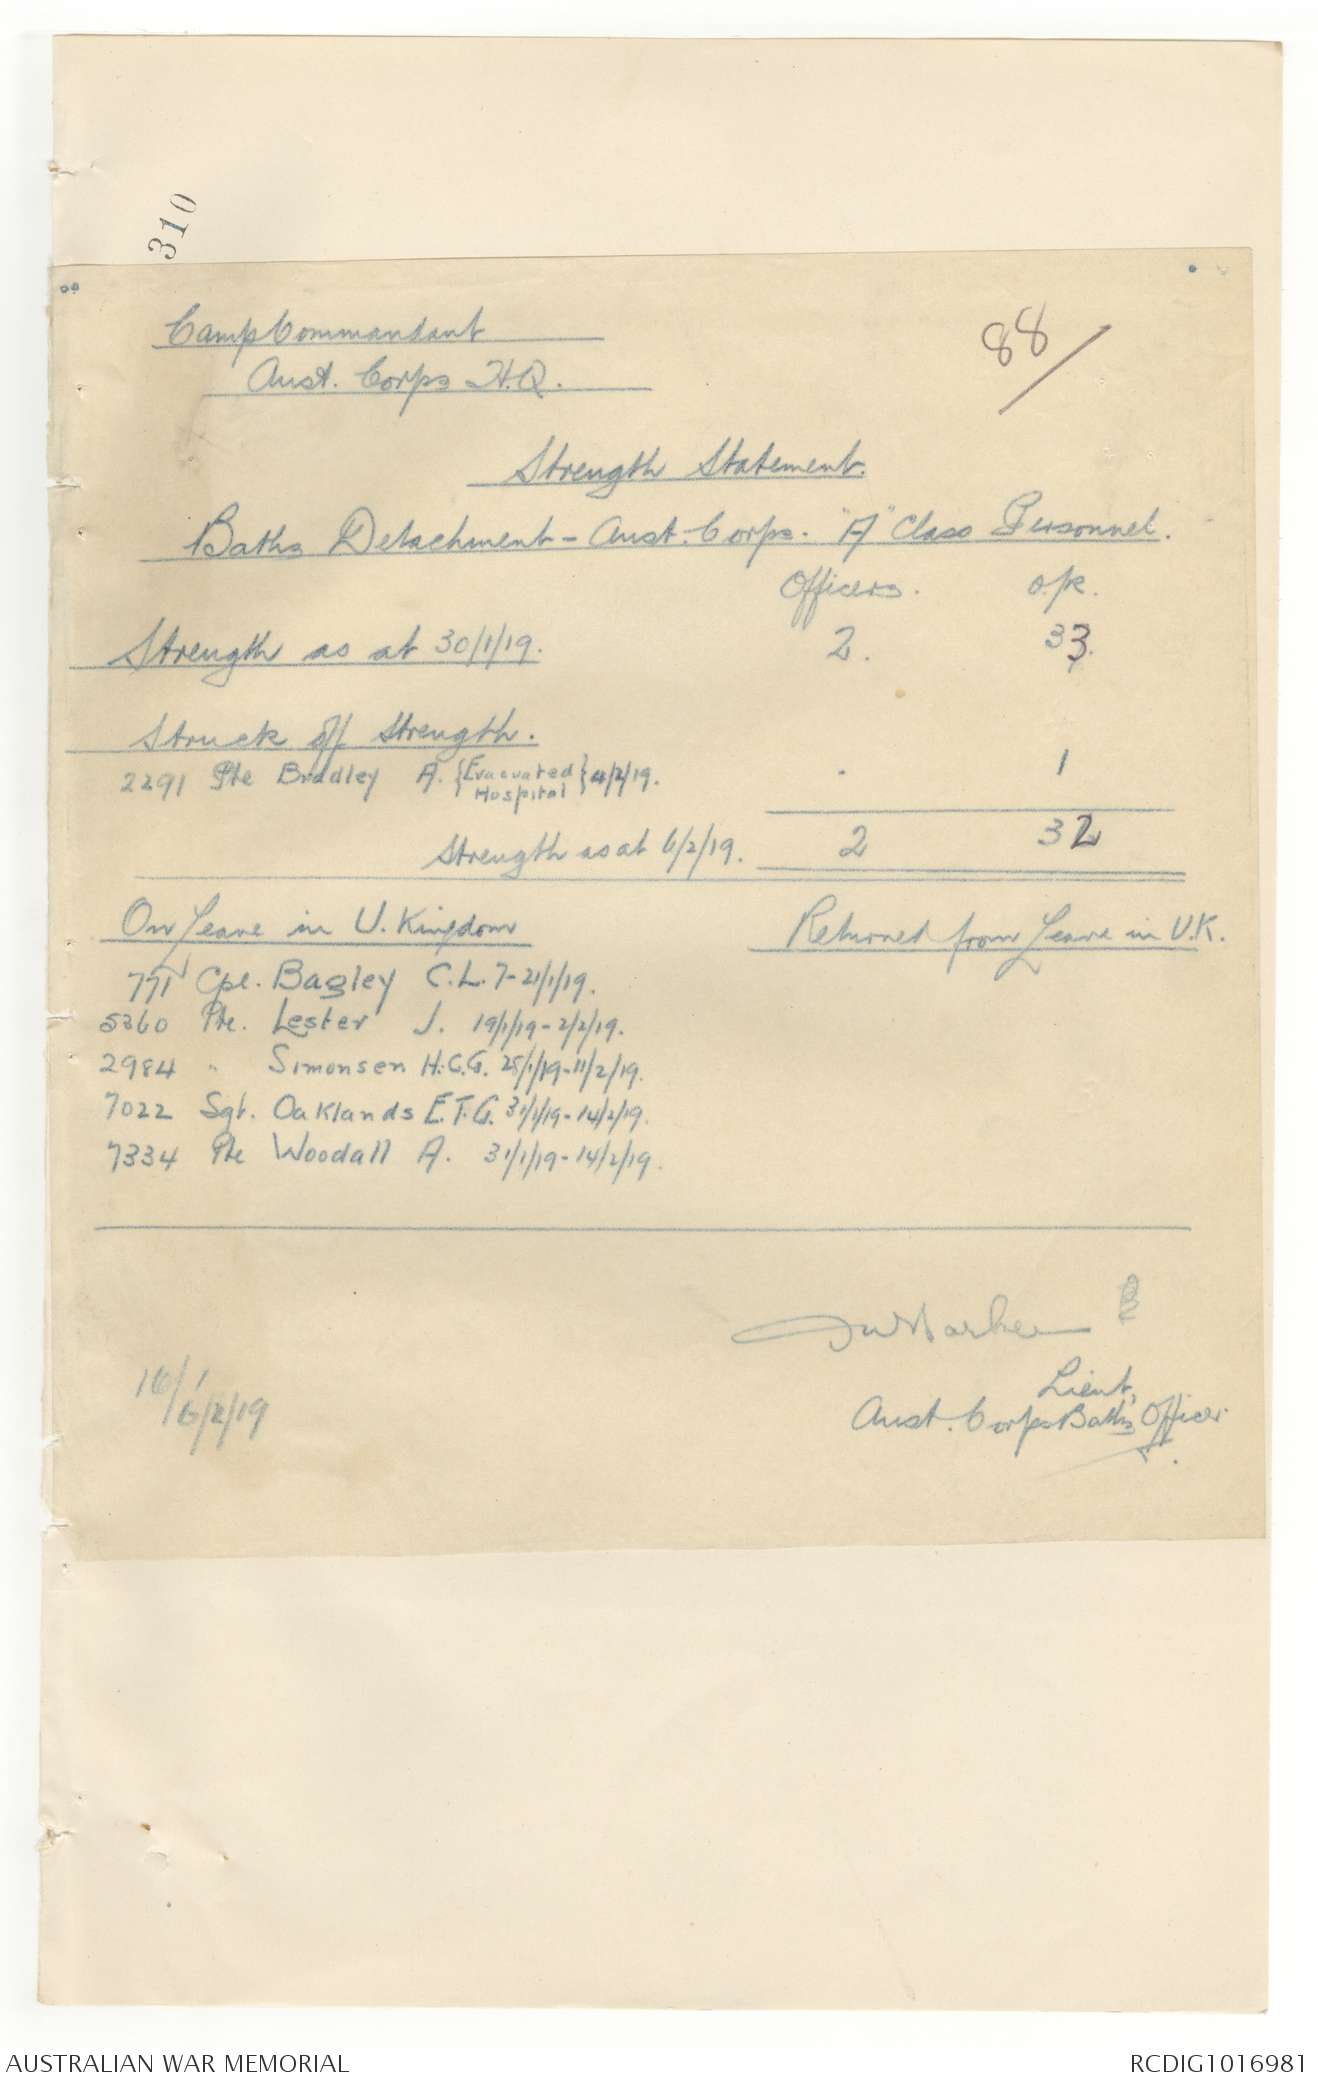 310
Camp Commandant
Aust. Corps H.Q.
88/
Strength Statement.
Baths Detachment - Aust. Corps. "A" Class Personnel.
Officers. o/R.
Strength as at 30/1/19. 2. 33.
Struck off Strength.
2291 Pte Bradley A. {Evacuated Hospital} 4/2/19. . 1
Strength as at 6/2/19. 2 32
On Leave in U. Kingdom Returned from Leave in U.K.
771 Cpl. Bagley C.L. 7-21/1/19.
5360 Pte. Lester J. 19/1/19-2/2/19.
2984 " Simonsen H.C.G. 28/1/19-11/2/19.
7022 Sgt. Oaklands E.T.G. 31/1/19-14/2/19.
7334 Pte Woodall A. 31/1/19-14/2/19.
Barker
Lieut,
Aust. Corps Baths Officer.
16/1
6/2/19
AUSTRALIAN WAR MEMORIAL RCDIG1016981